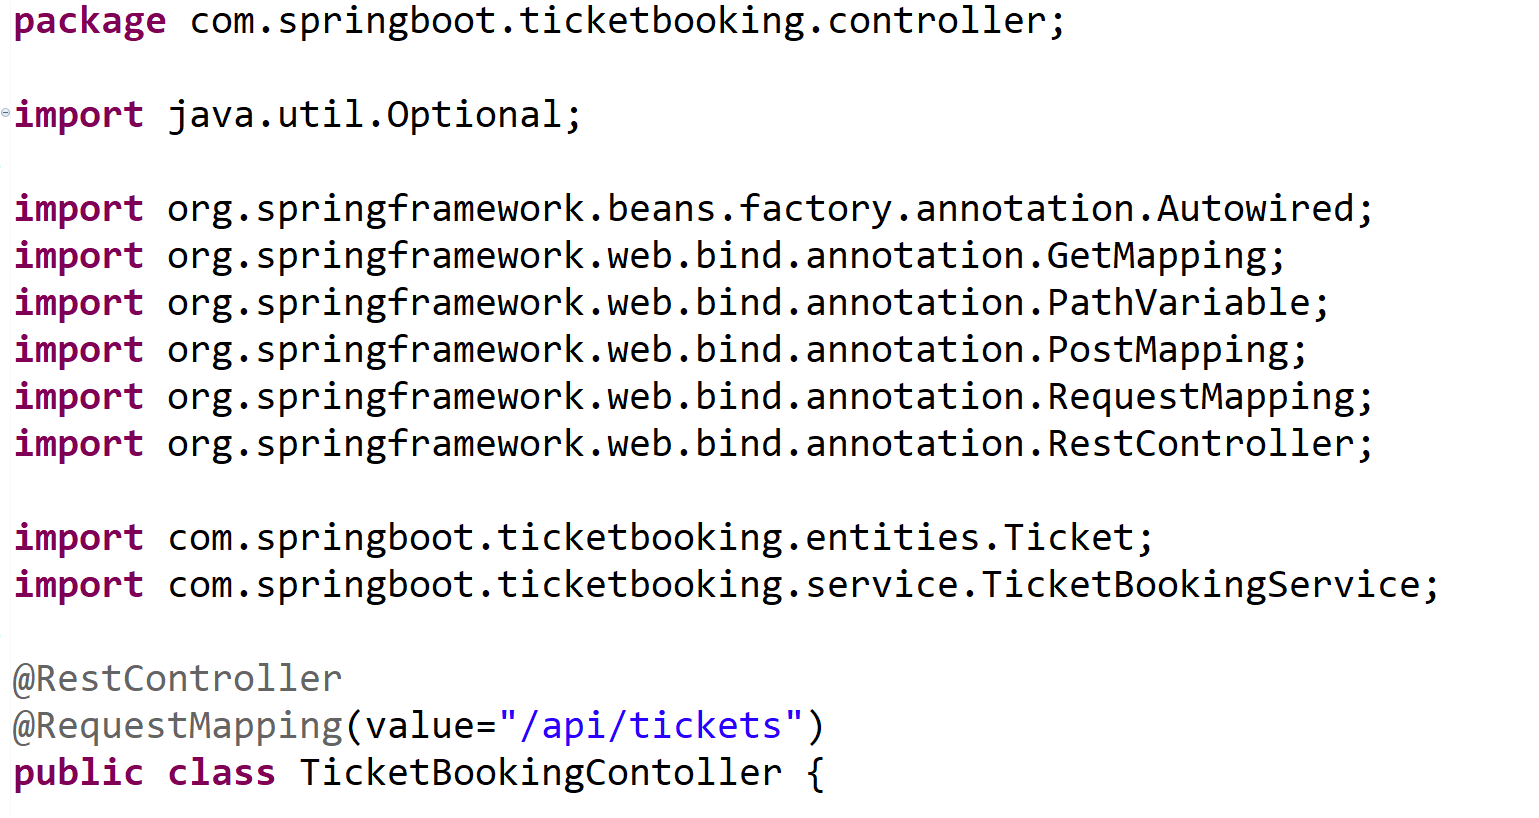 package com.springboot.ticketbooking.controller;
import java.util.Optional;
import org.springframework.beans.factory.annotation.Autowired;
import org.springframework.web.bind.annotation.GetMapping;
import org.springframework.web.bind.annotation.PathVariable;
import org.springframework.web.bind.annotation.PostMapping;
import org.springframework.web.bind.annotation.RequestMapping;
import org.springframework.web.bind.annotation.RestController;
import com.springboot.ticketbooking.entities.Ticket;
import com.springboot.ticketbooking.service.TicketBookingService;
@RestController
@RequestMapping(value="/api/tickets")
public class TicketBookingContoller {